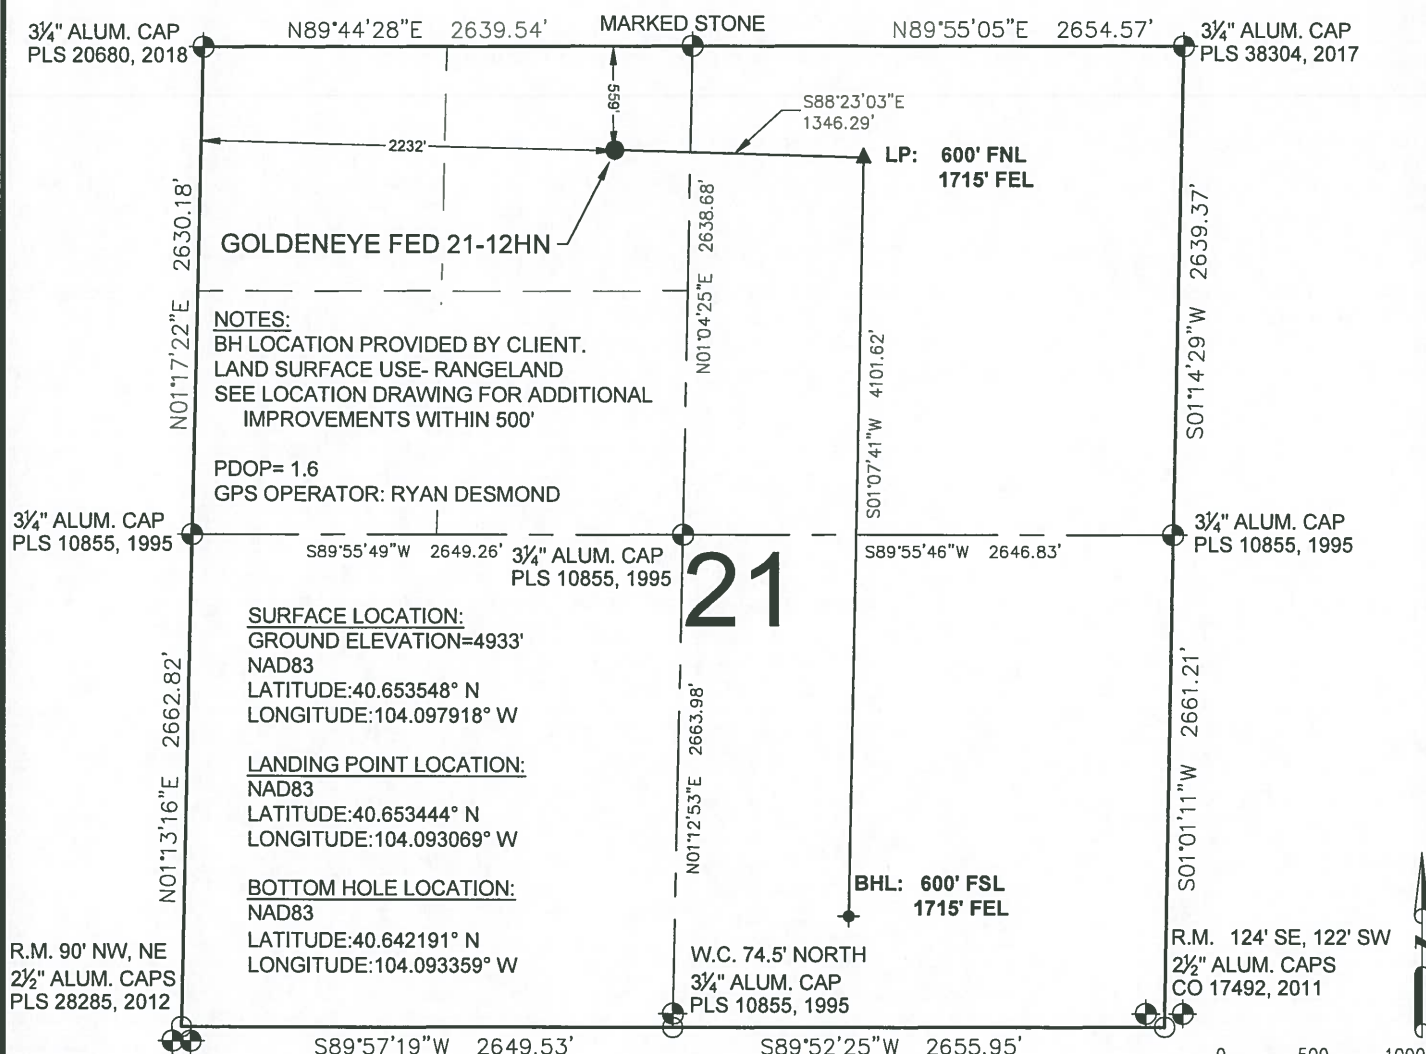 3¼" ALUM. CAP
PLS 20680, 2018
N89°44'28"E 2639.54'
MARKED STONE
N89°55'05"E 2654.57'
3¼" ALUM. CAP
PLS 38304, 2017
559'
S88°23'03"E
1346.29'
2232'
LP: 600' FNL
1715' FEL
N01°17'22"E 2630.18'
GOLDENEYE FED 21-12HN
N01°04'25"E 2638.68'
S01°14'29"W 2639.37'
NOTES:
BH LOCATION PROVIDED BY CLIENT.
LAND SURFACE USE- RANGELAND
SEE LOCATION DRAWING FOR ADDITIONAL
IMPROVEMENTS WITHIN 500'
S01°07'41"W 4101.62'
PDOP= 1.6
GPS OPERATOR: RYAN DESMOND
3¼" ALUM. CAP
PLS 10855, 1995
S89°55'49"W 2649.26'
3¼" ALUM. CAP
PLS 10855, 1995
S89°55'46"W 2646.83'
3¼" ALUM. CAP
PLS 10855, 1995
21
SURFACE LOCATION:
GROUND ELEVATION=4933'
NAD83
LATITUDE:40.653548° N
LONGITUDE:104.097918° W
N01°13'16"E 2662.82'
N01°12'53"E 2663.98'
S01°01'11"W 2661.21'
LANDING POINT LOCATION:
NAD83
LATITUDE:40.653444° N
LONGITUDE:104.093069° W
BOTTOM HOLE LOCATION:
NAD83
LATITUDE:40.642191° N
LONGITUDE:104.093359° W
BHL: 600' FSL
1715' FEL
R.M. 90' NW, NE
2½" ALUM. CAPS
PLS 28285, 2012
W.C. 74.5' NORTH
3¼" ALUM. CAP
PLS 10855, 1995
R.M. 124' SE, 122' SW
2½" ALUM. CAPS
CO 17492, 2011
S89°57'19"W 2649.53'
S89°52'25"W 2655.95'
0 500 1000